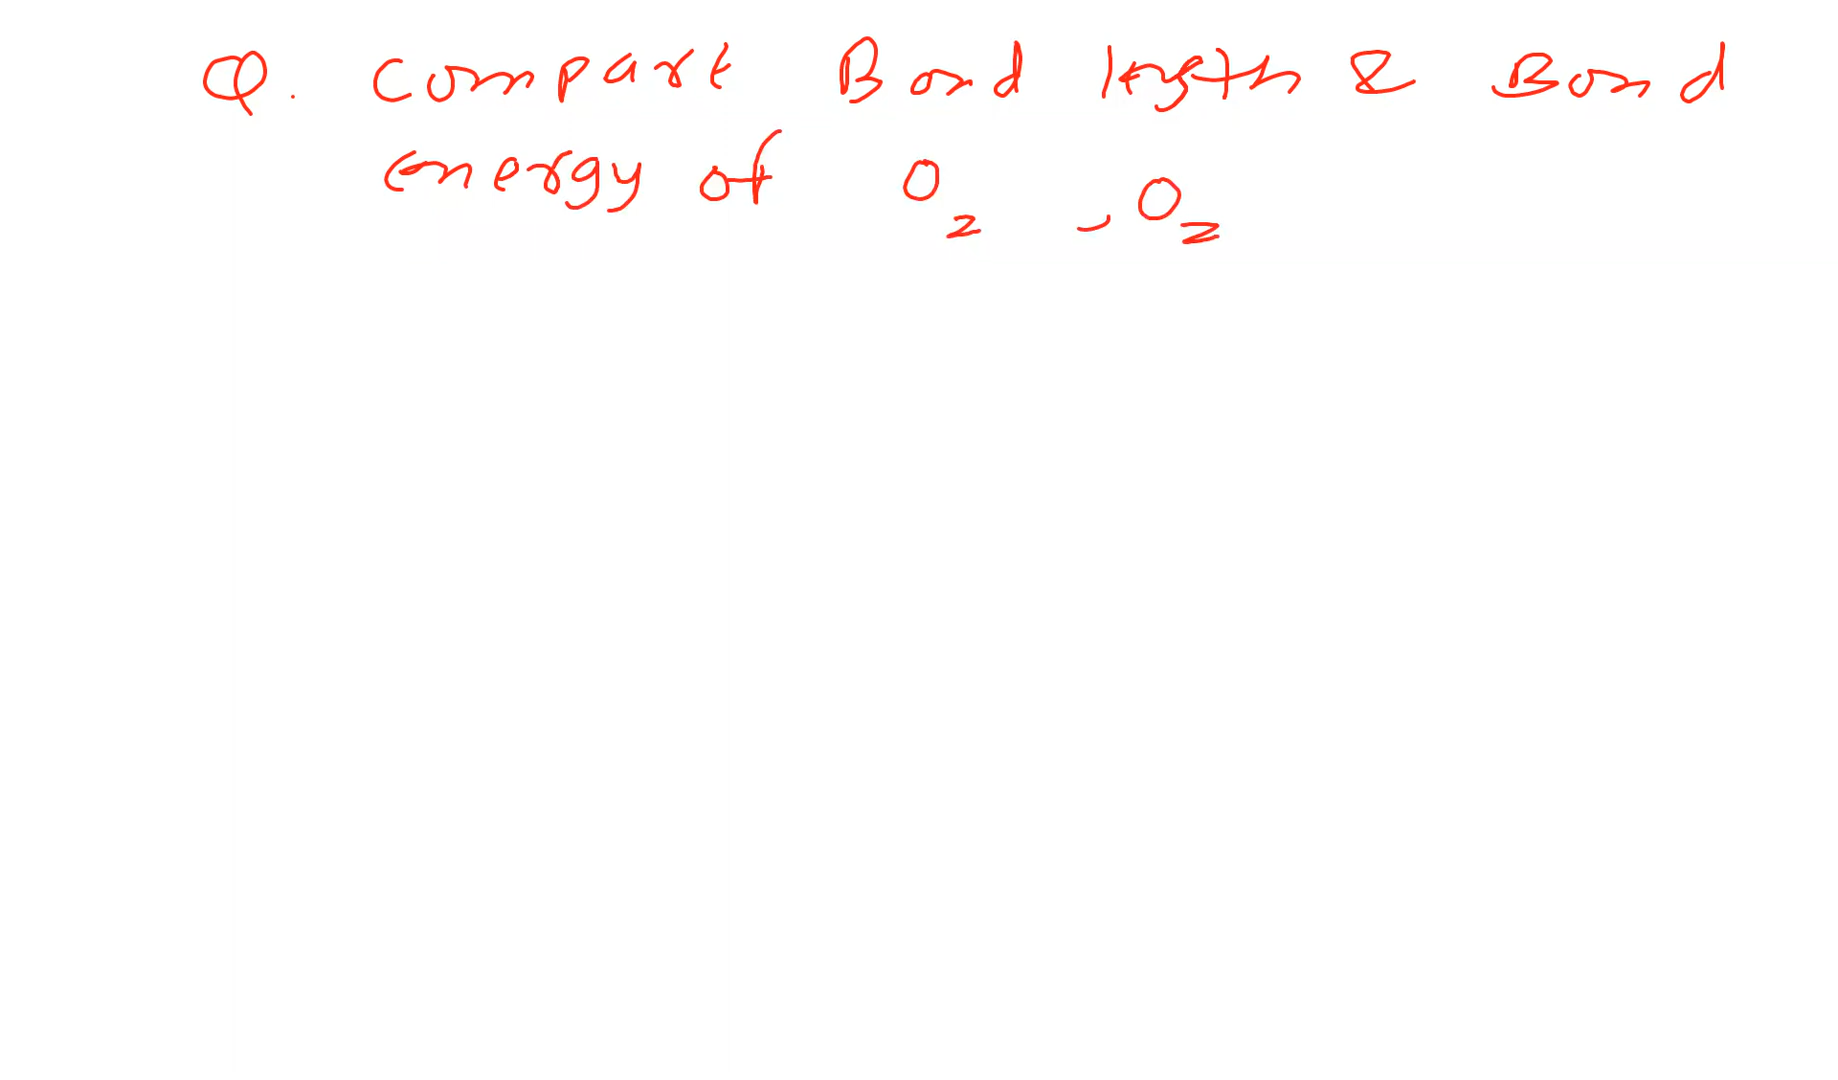 Q. Compare Bond length & Bond
energy of O₂ , O₂